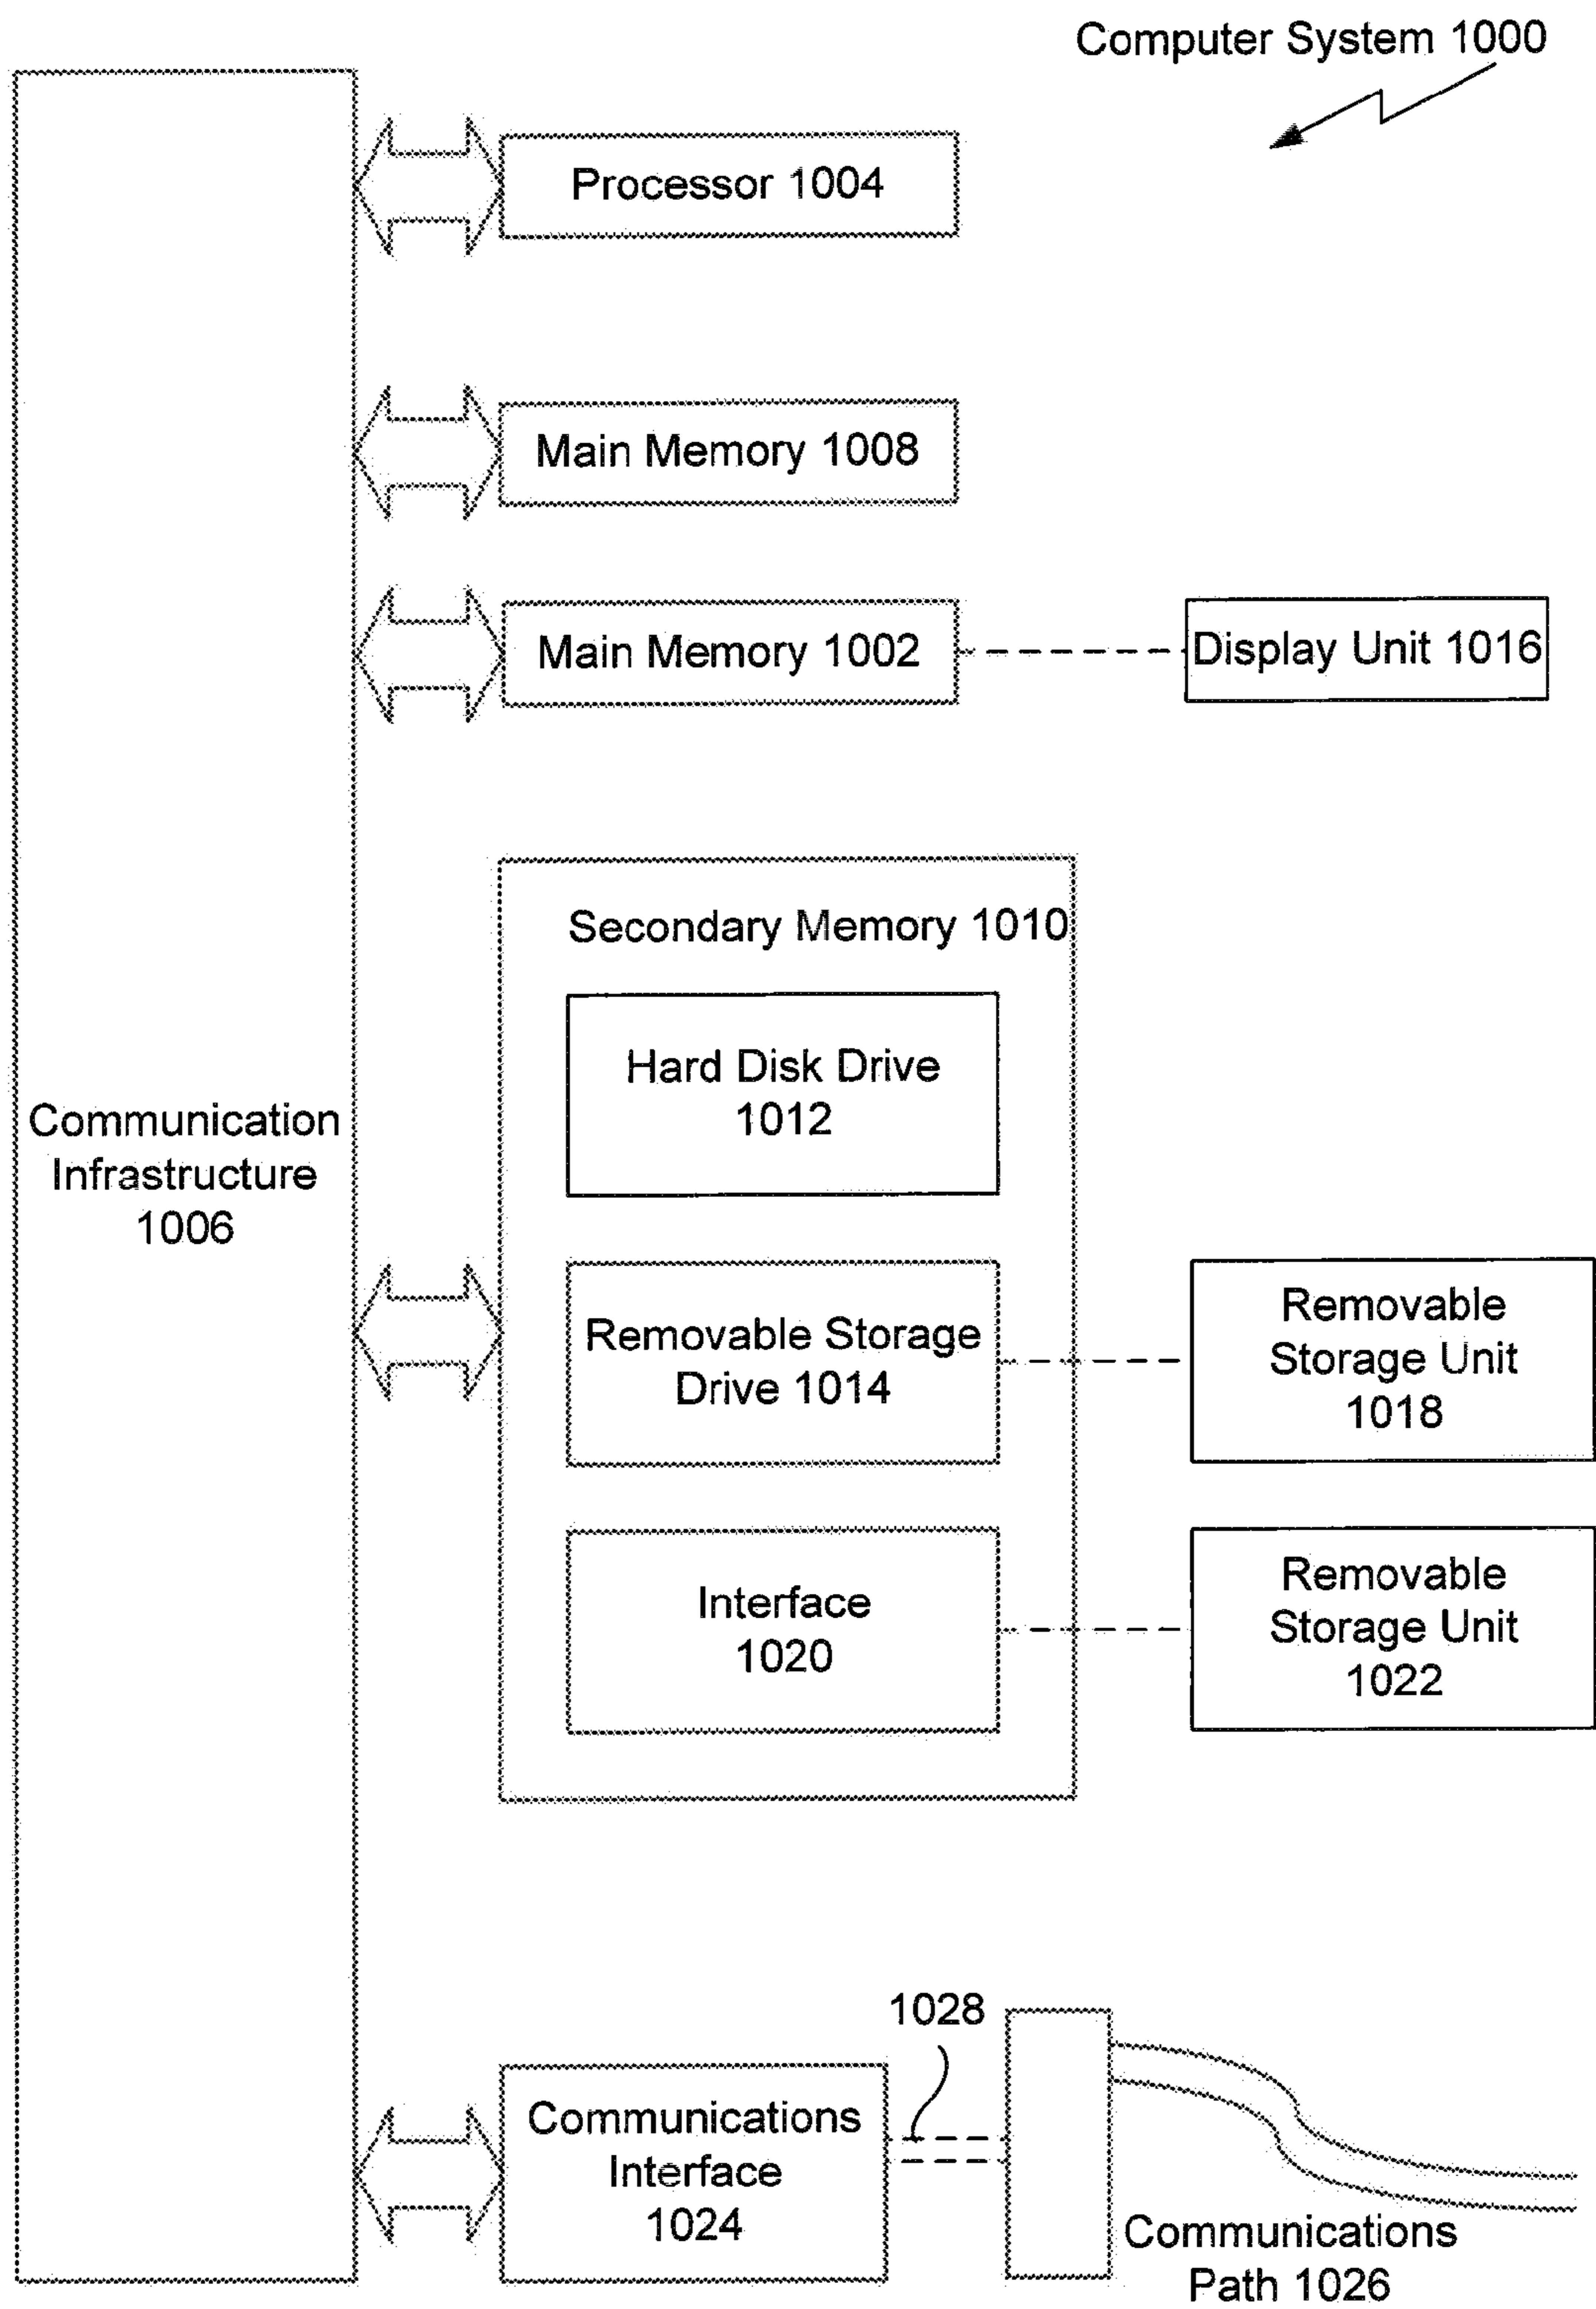 Computer System 1000
Processor 1004
Main Memory 1008
Main Memory 1002
Display Unit 1016
Secondary Memory 1010
Hard Disk Drive
1012
Communication
Infrastructure
1006
Removable Storage
Drive 1014
Removable
Storage Unit
1018
Interface
1020
Removable
Storage Unit
1022
1028
Communications
Interface
1024
Communications
Path 1026